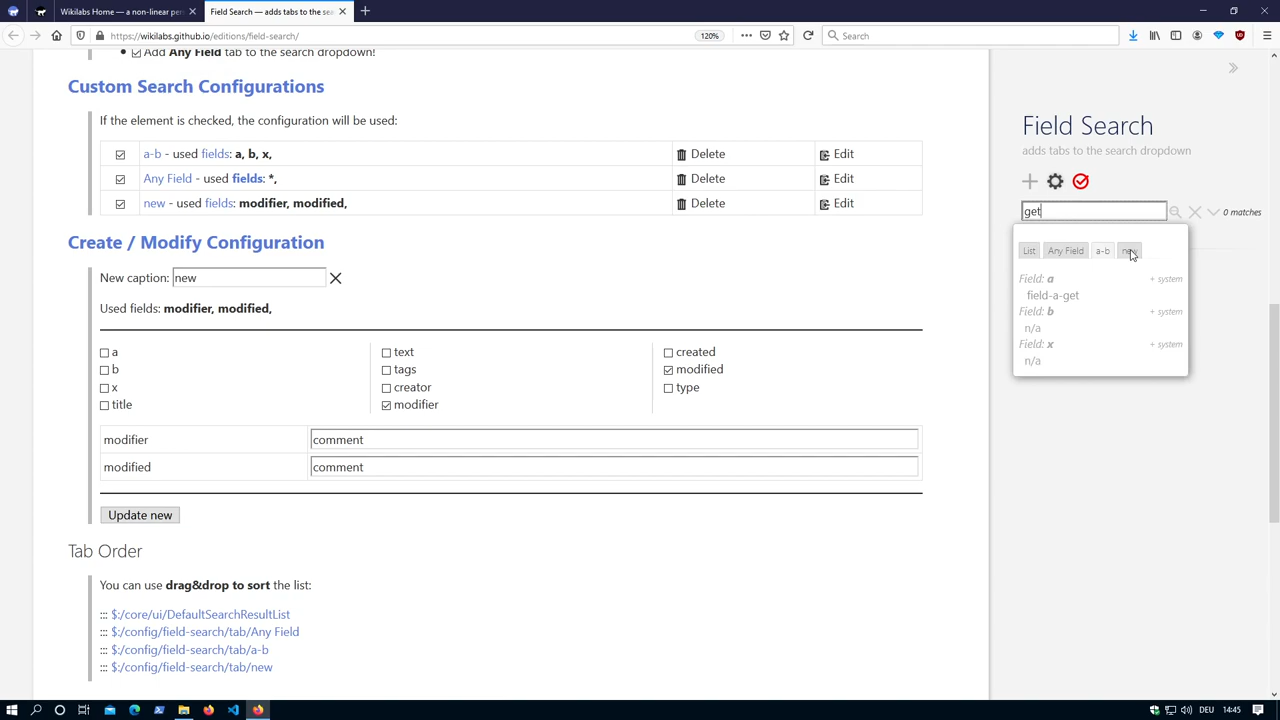 Wikilabs Home — a non-linear per
Field Search — adds tabs to the sea
https://wikilabs.github.io/editions/field-search/
120%
Search
Add Any Field tab to the search dropdown!
Custom Search Configurations
If the element is checked, the configuration will be used:
a-b - used fields: a, b, x, Delete Edit
Any Field - used fields: *, Delete Edit
new - used fields: modifier, modified, Delete Edit
Create / Modify Configuration
New caption: new
Used fields: modifier, modified,
a text created
b tags modified
x creator type
title modifier
modifier comment
modified comment
Update new
Tab Order
You can use drag&drop to sort the list:
::: $:/core/ui/DefaultSearchResultList
::: $:/config/field-search/tab/Any Field
::: $:/config/field-search/tab/a-b
::: $:/config/field-search/tab/new
Field Search
adds tabs to the search dropdown
get 0 matches
List Any Field a-b new
Field: a + system
field-a-get
Field: b + system
n/a
Field: x + system
n/a
DEU 14:45